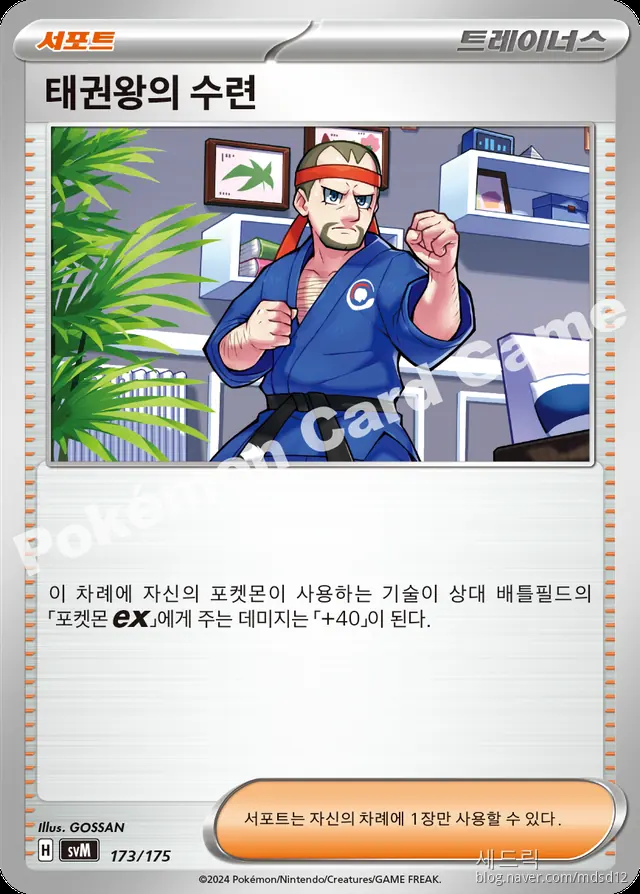 서포트
트레이너스
태권왕의 수련
Pokémon Card Game
이 차례에 자신의 포켓몬이 사용하는 기술이 상대 배틀필드의
「포켓몬 ex」에게 주는 데미지는 「+40」이 된다.
서포트는 자신의 차례에 1장만 사용할 수 있다.
Illus. GOSSAN
H svM 173/175
©2024 Pokémon/Nintendo/Creatures/GAME FREAK.
세드릭
blog.naver.com/mdsd12